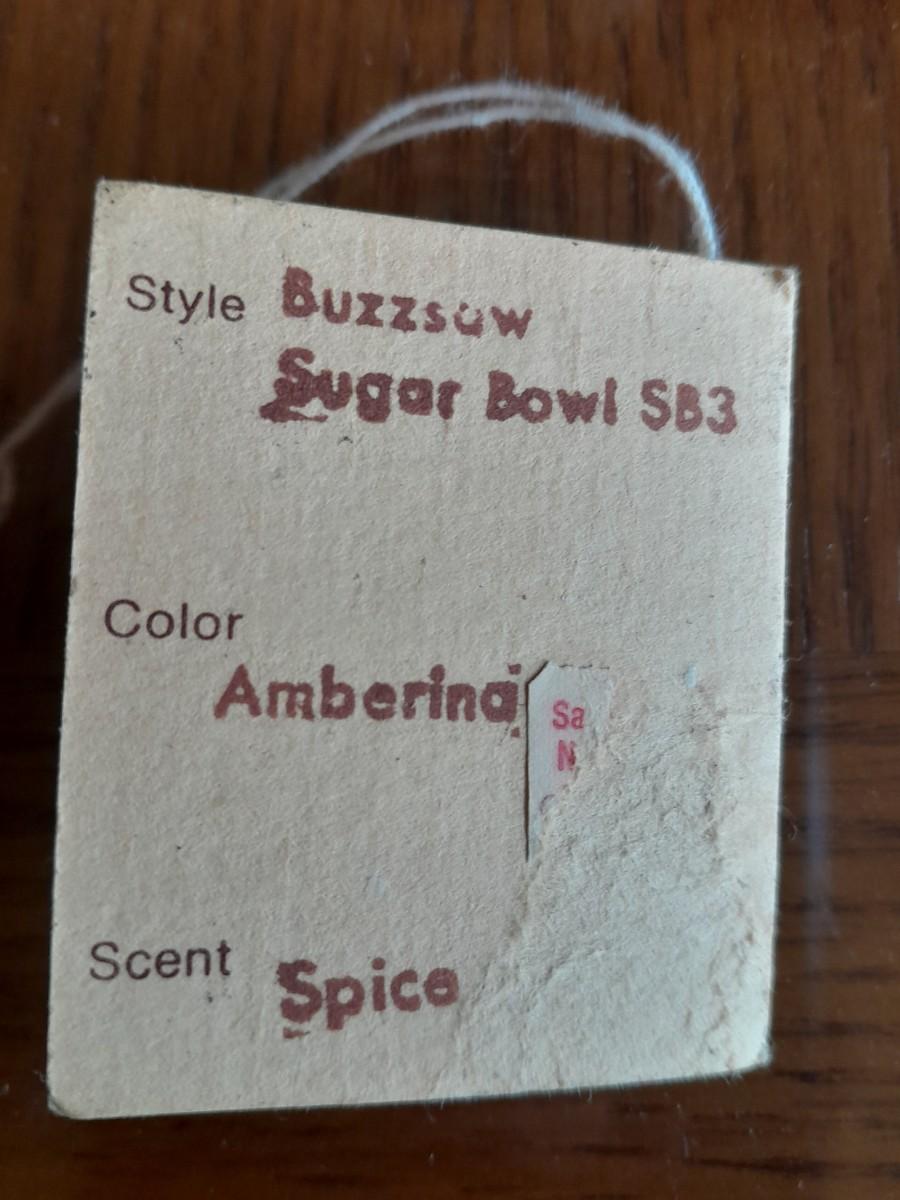 Style Buzzsaw
Sugar Bowl SB3
Color
Amberina
Sa
N
Scent Spice